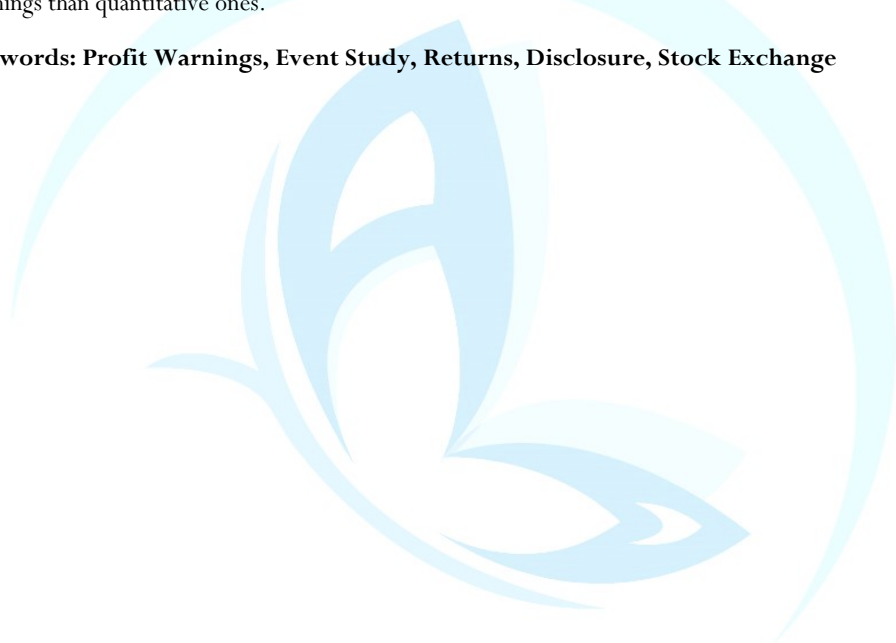 nings than quantitative ones.
words: Profit Warnings, Event Study, Returns, Disclosure, Stock Exchange